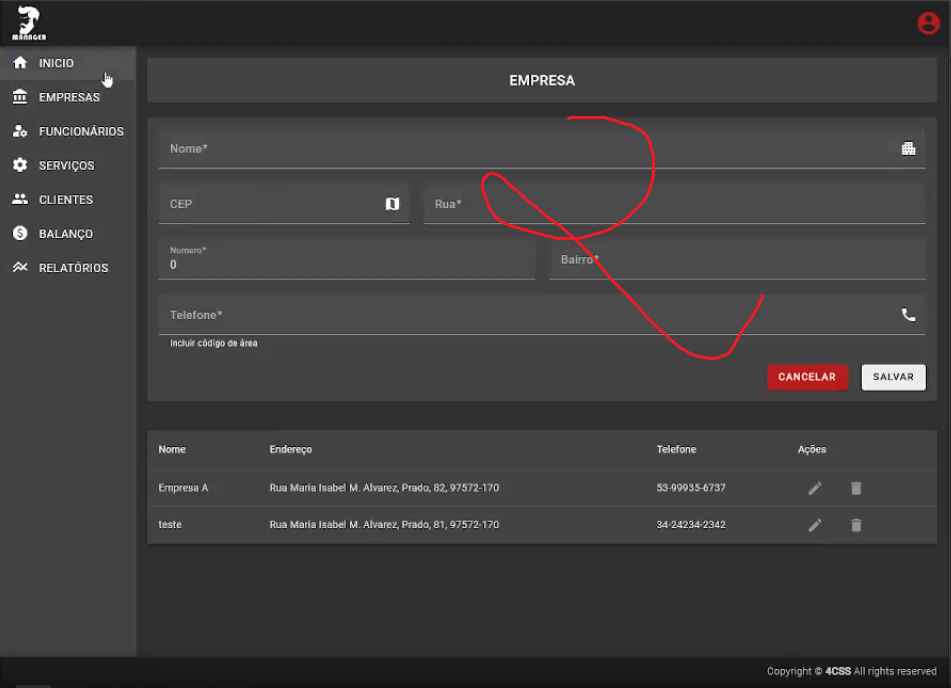 MANAGER
INICIO
EMPRESAS
FUNCIONÁRIOS
SERVIÇOS
CLIENTES
BALANÇO
RELATÓRIOS
EMPRESA
Nome*
CEP
Rua*
Numero*
0
Bairro*
Telefone*
Incluir código de área
CANCELAR SALVAR
Nome Endereço Telefone Ações
Empresa A Rua Maria Isabel M. Alvarez, Prado, 82, 97572-170 53-99935-6737
teste Rua Maria Isabel M. Alvarez, Prado, 81, 97572-170 34-24234-2342
Copyright © 4CSS All rights reserved